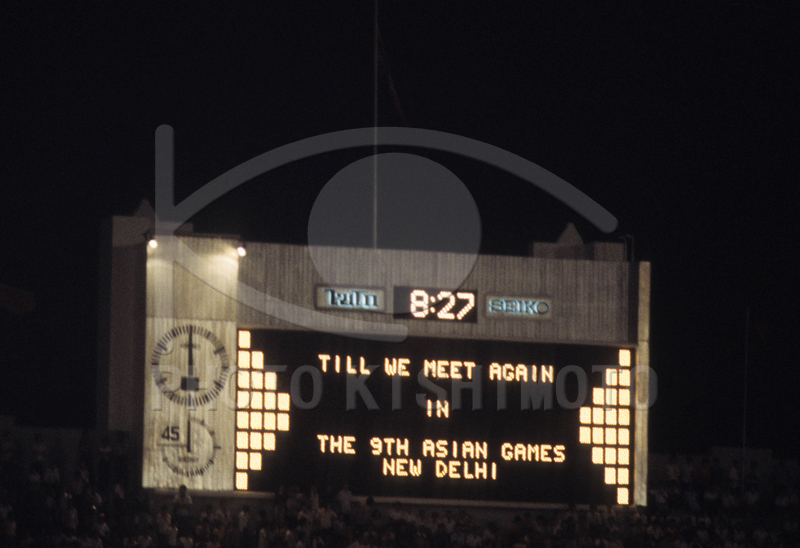 8:27
SEIKO
TILL WE MEET AGAIN
IN
THE 9TH ASIAN GAMES
NEW DELHI
45
PHOTO KISHIMOTO